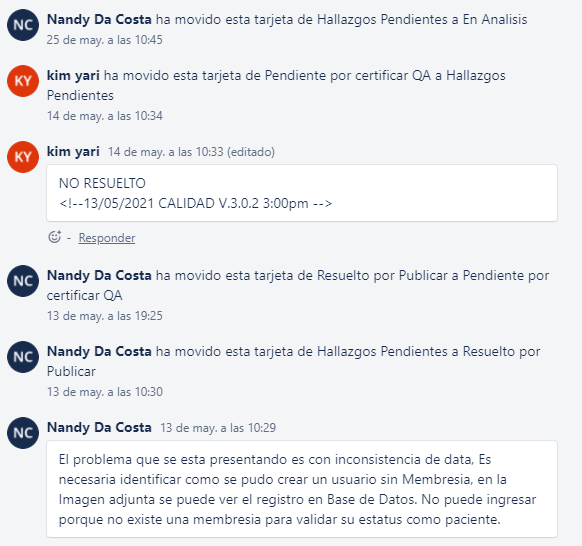 NC
Nandy Da Costa ha movido esta tarjeta de Hallazgos Pendientes a En Analisis
25 de may. a las 10:45
KY
kim yari ha movido esta tarjeta de Pendiente por certificar QA a Hallazgos
Pendientes
14 de may. a las 10:34
KY
kim yari 14 de may. a las 10:33 (editado)
NO RESUELTO
<!--13/05/2021 CALIDAD V.3.0.2 3:00pm -->
- Responder
NC
Nandy Da Costa ha movido esta tarjeta de Resuelto por Publicar a Pendiente por
certificar QA
13 de may. a las 19:25
NC
Nandy Da Costa ha movido esta tarjeta de Hallazgos Pendientes a Resuelto por
Publicar
13 de may. a las 10:30
NC
Nandy Da Costa 13 de may. a las 10:29
El problema que se esta presentando es con inconsistencia de data, Es
necesaria identificar como se pudo crear un usuario sin Membresia, en la
Imagen adjunta se puede ver el registro en Base de Datos. No puede ingresar
porque no existe una membresia para validar su estatus como paciente.